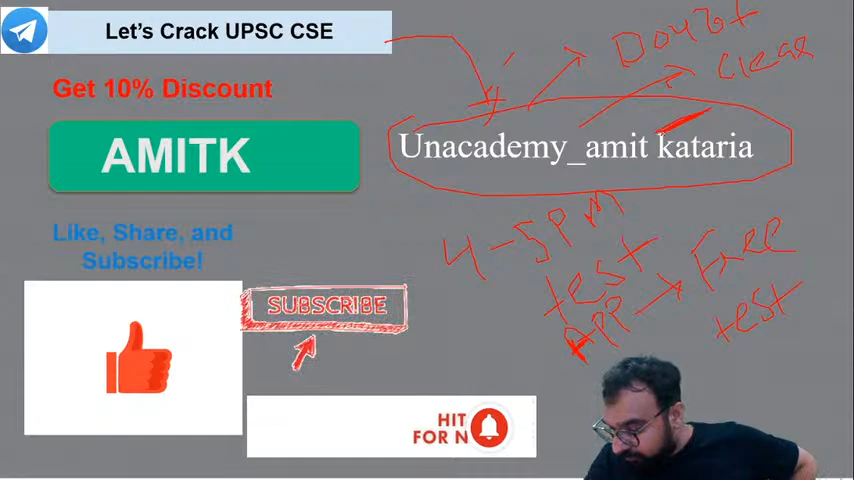 Let's Crack UPSC CSE
Get 10% Discount
AMITK
Unacademy_amit kataria
Doubt
Clear
4-5PM
test
APP → Free
test
Like, Share, and
Subscribe!
SUBSCRIBE
HIT
FOR N